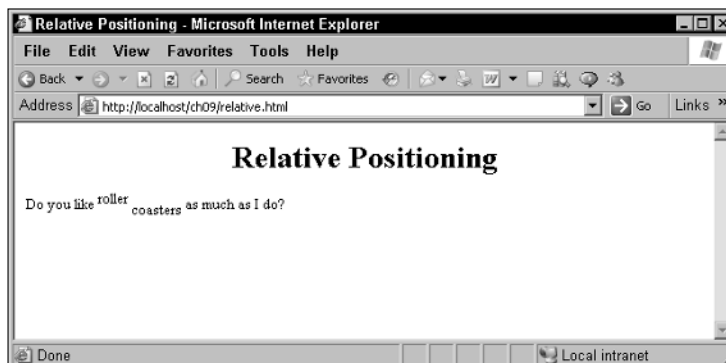 Relative Positioning - Microsoft Internet Explorer
File Edit View Favorites Tools Help
Back Search Favorites W
Address http://localhost/ch09/relative.html Go Links »
Relative Positioning
Do you like roller coasters as much as I do?
Done Local intranet